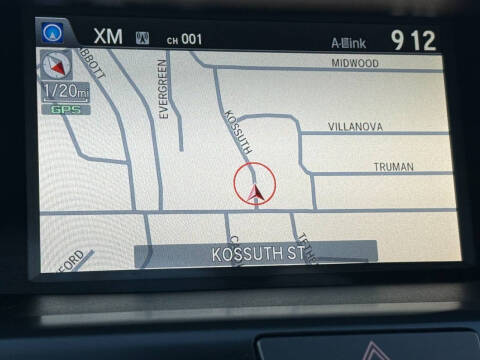 XM CH 001 A-Link 9 12
ABBOTT
MIDWOOD
1/20mi
GPS
EVERGREEN
KOSSUTH
VILLANOVA
TRUMAN
KOSSUTH ST